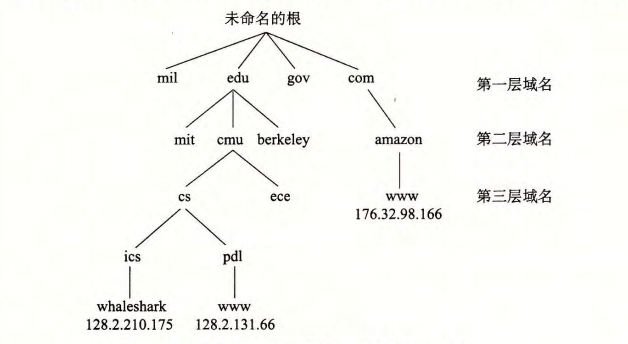 未命名的根
mil edu gov com 第一层域名
mit cmu berkeley amazon 第二层域名
cs ece www 第三层域名
176.32.98.166
ics pdl
whaleshark www
128.2.210.175 128.2.131.66